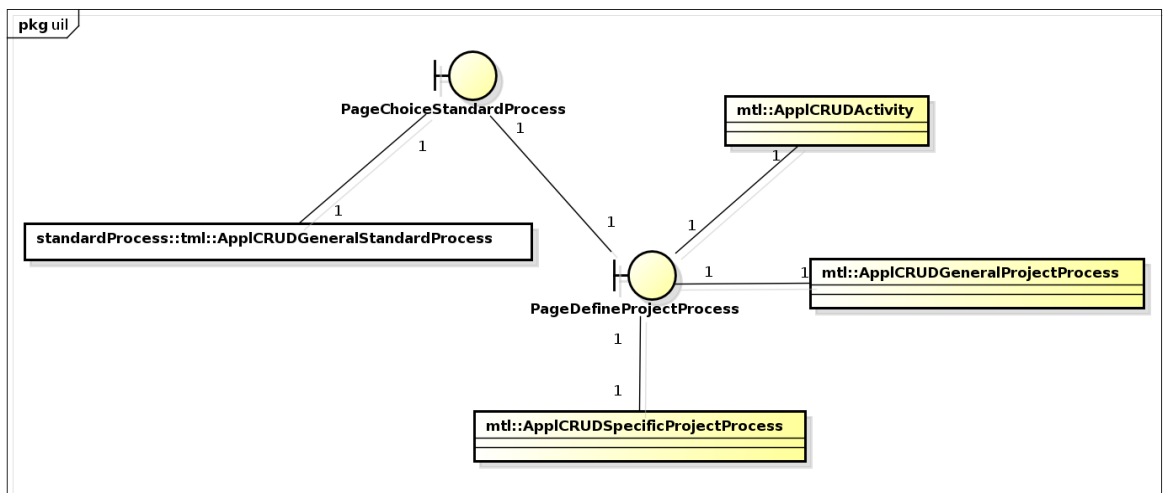 pkg uil
PageChoiceStandardProcess
mtl::ApplCRUDActivity
1
1
1
1
standardProcess::tml::ApplCRUDGeneralStandardProcess
1
1
mtl::ApplCRUDGeneralProjectProcess
1
1
PageDefineProjectProcess
1
1
mtl::ApplCRUDSpecificProjectProcess